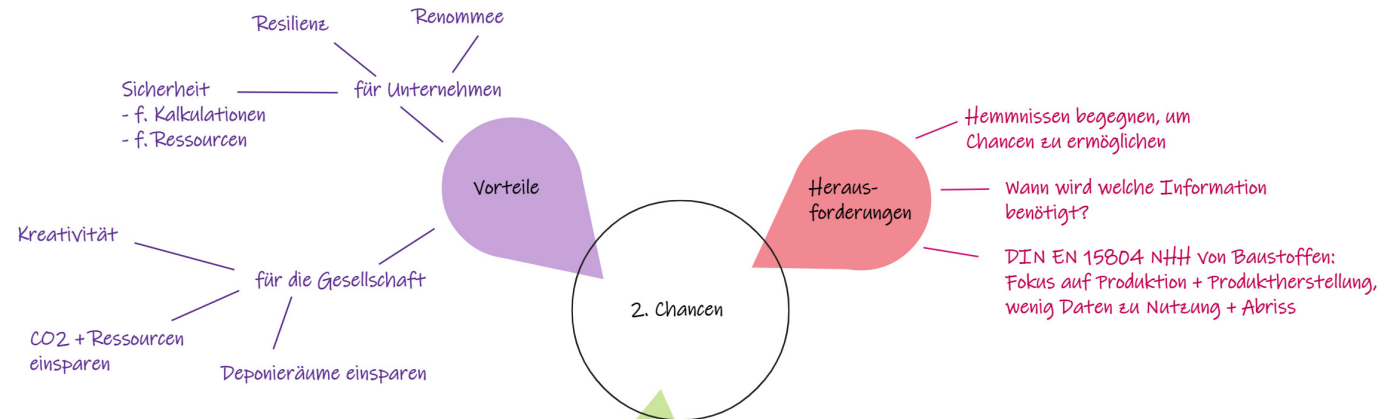 Renommee
Resilienz
für Unternehmen
Sicherheit
- f. Kalkulationen
- f. Ressourcen
Vorteile
Kreativität
für die Gesellschaft
CO2 + Ressourcen
einsparen
Deponieräume einsparen
2. Chancen
Heraus-
forderungen
Hemmnissen begegnen, um
Chancen zu ermöglichen
Wann wird welche Information
benötigt?
DIN EN 15804 NHH von Baustoffen:
Fokus auf Produktion + Produktherstellung,
wenig Daten zu Nutzung + Abriss